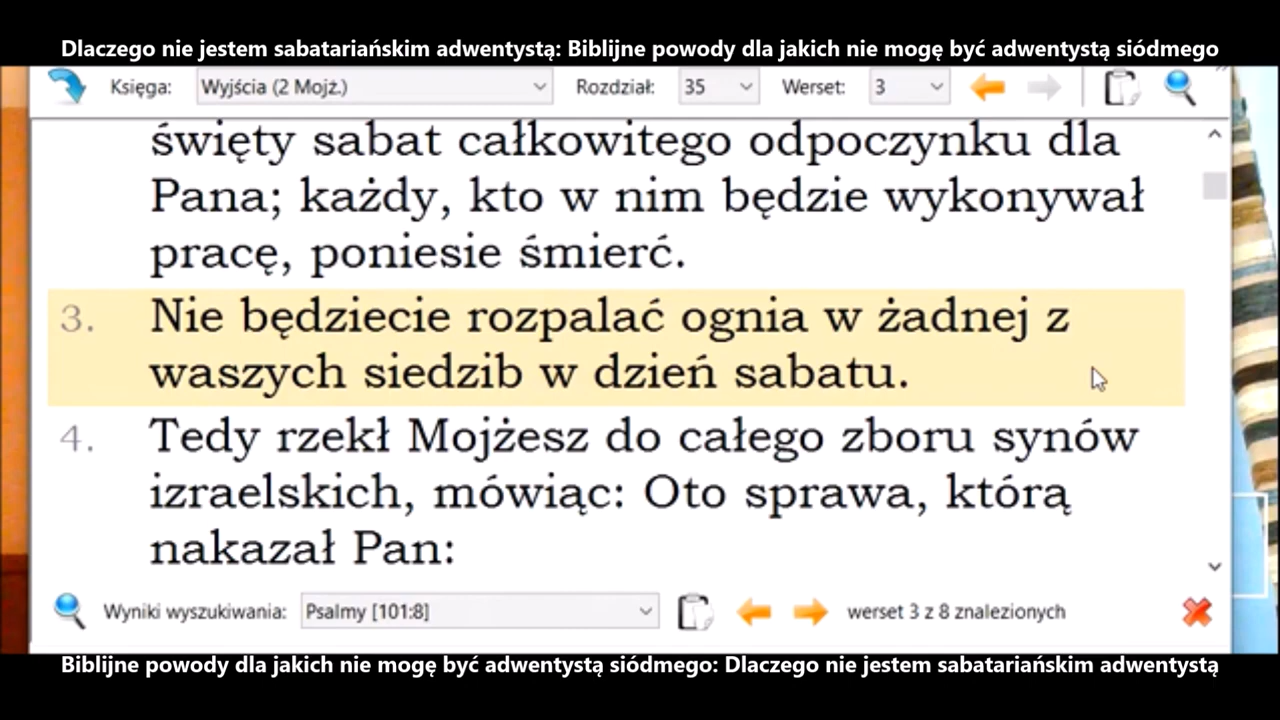 Dlaczego nie jestem sabatariańskim adwentystą: Biblijne powody dla jakich nie mogę być adwentystą siódmego
Księga: Wyjścia (2 Mojż.) Rozdział: 35 Werset: 3
święty sabat całkowitego odpoczynku dla
Pana; każdy, kto w nim będzie wykonywał
pracę, poniesie śmierć.
3. Nie będziecie rozpalać ognia w żadnej z
waszych siedzib w dzień sabatu.
4. Tedy rzekł Mojżesz do całego zboru synów
izraelskich, mówiąc: Oto sprawa, którą
nakazał Pan:
Wyniki wyszukiwania: Psalmy [101:8] werset 3 z 8 znalezionych
Biblijne powody dla jakich nie mogę być adwentystą siódmego: Dlaczego nie jestem sabatariańskim adwentystą